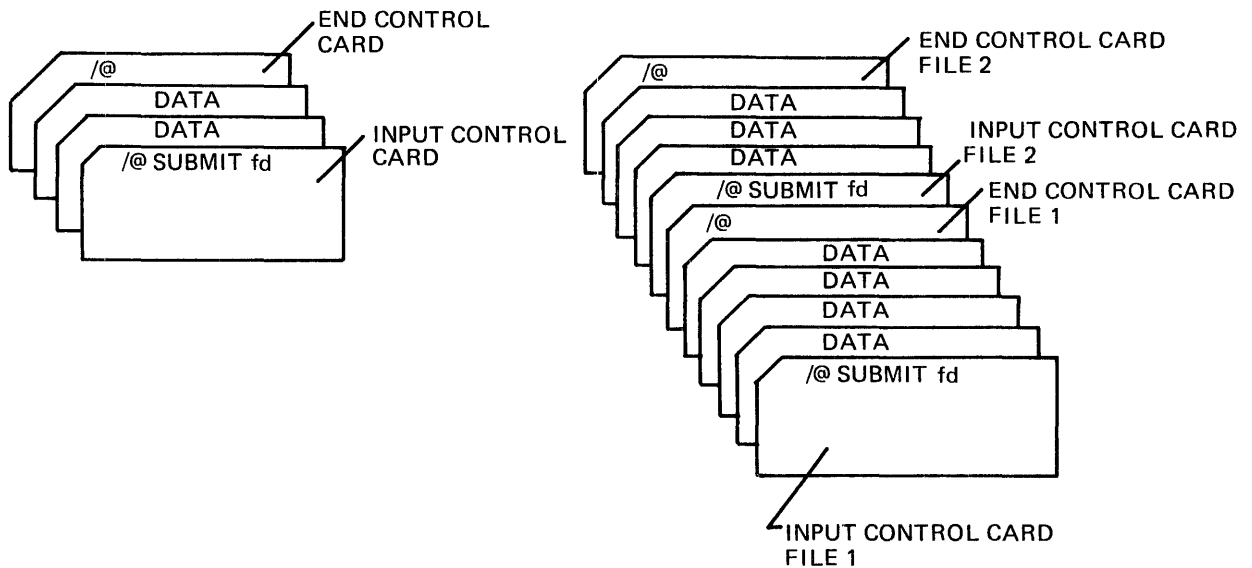 END CONTROL
CARD
/@
DATA
DATA
INPUT CONTROL
CARD
/@ SUBMIT fd
END CONTROL CARD
FILE 2
/@
DATA
DATA
DATA
INPUT CONTROL CARD
FILE 2
/@ SUBMIT fd
END CONTROL CARD
FILE 1
/@
DATA
DATA
DATA
DATA
/@ SUBMIT fd
INPUT CONTROL CARD
FILE 1